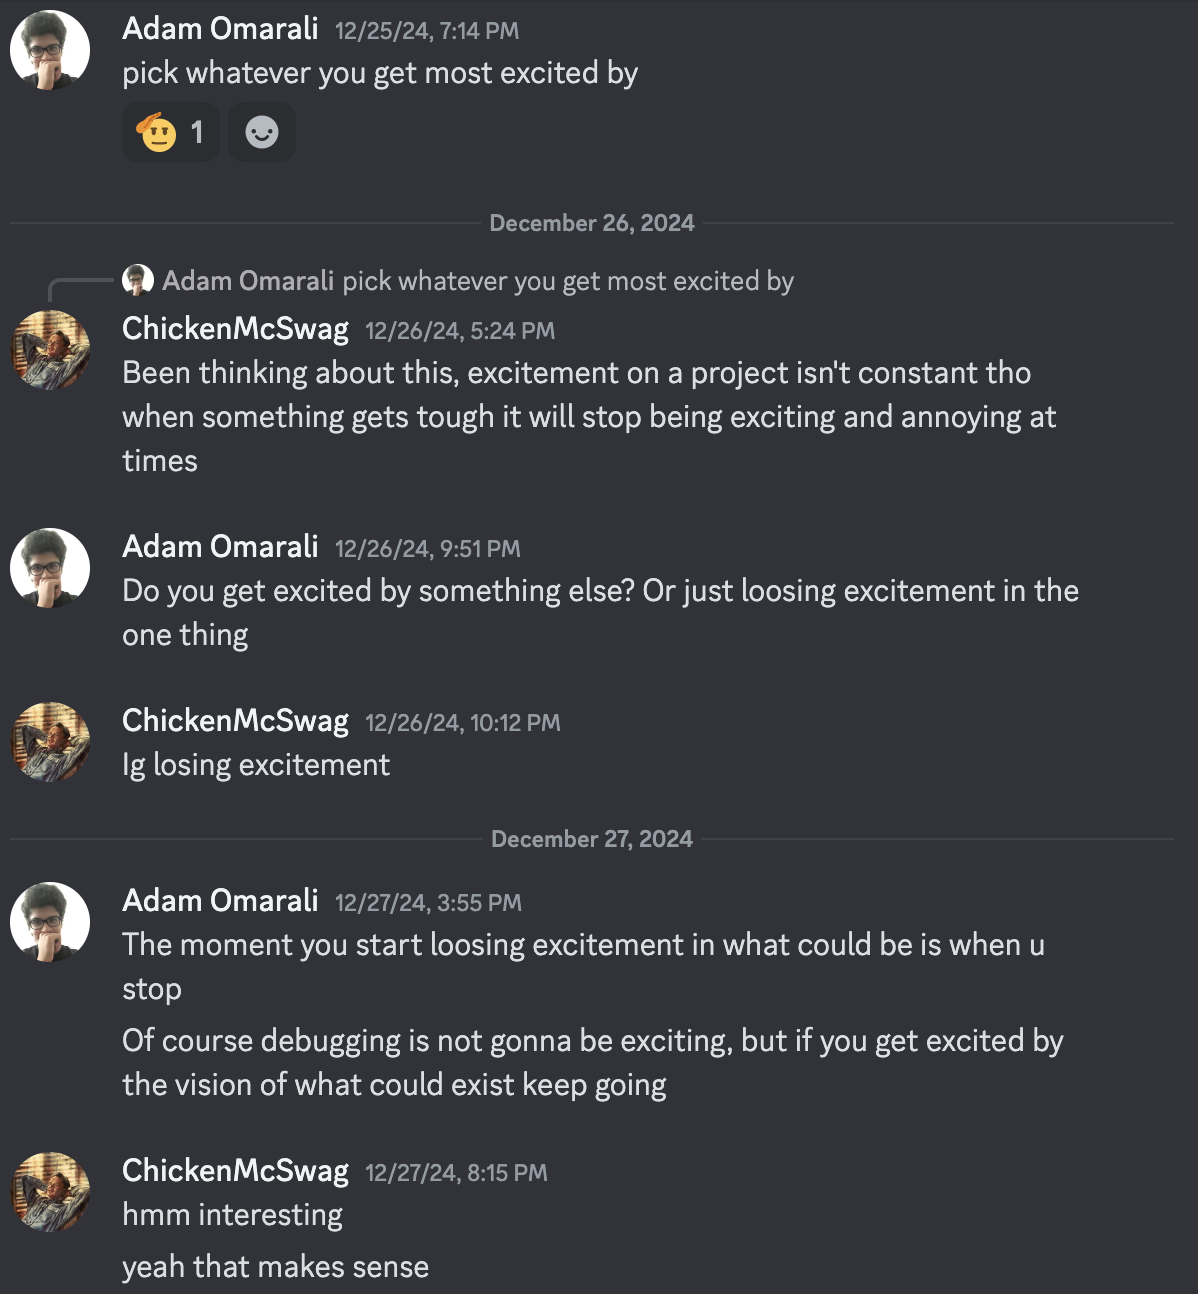 Adam Omarali 12/25/24, 7:14 PM
pick whatever you get most excited by
1
December 26, 2024
Adam Omarali pick whatever you get most excited by
ChickenMcSwag 12/26/24, 5:24 PM
Been thinking about this, excitement on a project isn't constant tho
when something gets tough it will stop being exciting and annoying at
times
Adam Omarali 12/26/24, 9:51 PM
Do you get excited by something else? Or just loosing excitement in the
one thing
ChickenMcSwag 12/26/24, 10:12 PM
Ig losing excitement
December 27, 2024
Adam Omarali 12/27/24, 3:55 PM
The moment you start loosing excitement in what could be is when u
stop
Of course debugging is not gonna be exciting, but if you get excited by
the vision of what could exist keep going
ChickenMcSwag 12/27/24, 8:15 PM
hmm interesting
yeah that makes sense